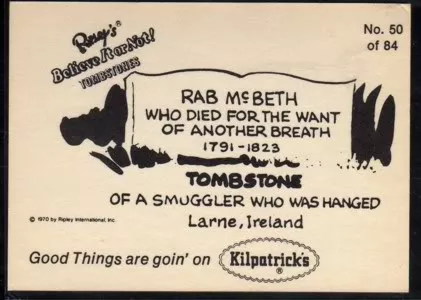 Ripley's®
Believe It or Not!
TOMBSTONES
No. 50
of 84
RAB McBETH
WHO DIED FOR THE WANT
OF ANOTHER BREATH
1791-1823
TOMBSTONE
OF A SMUGGLER WHO WAS HANGED
Larne, Ireland
© 1970 by Ripley International, Inc.
Good Things are goin' on Kilpatrick's®